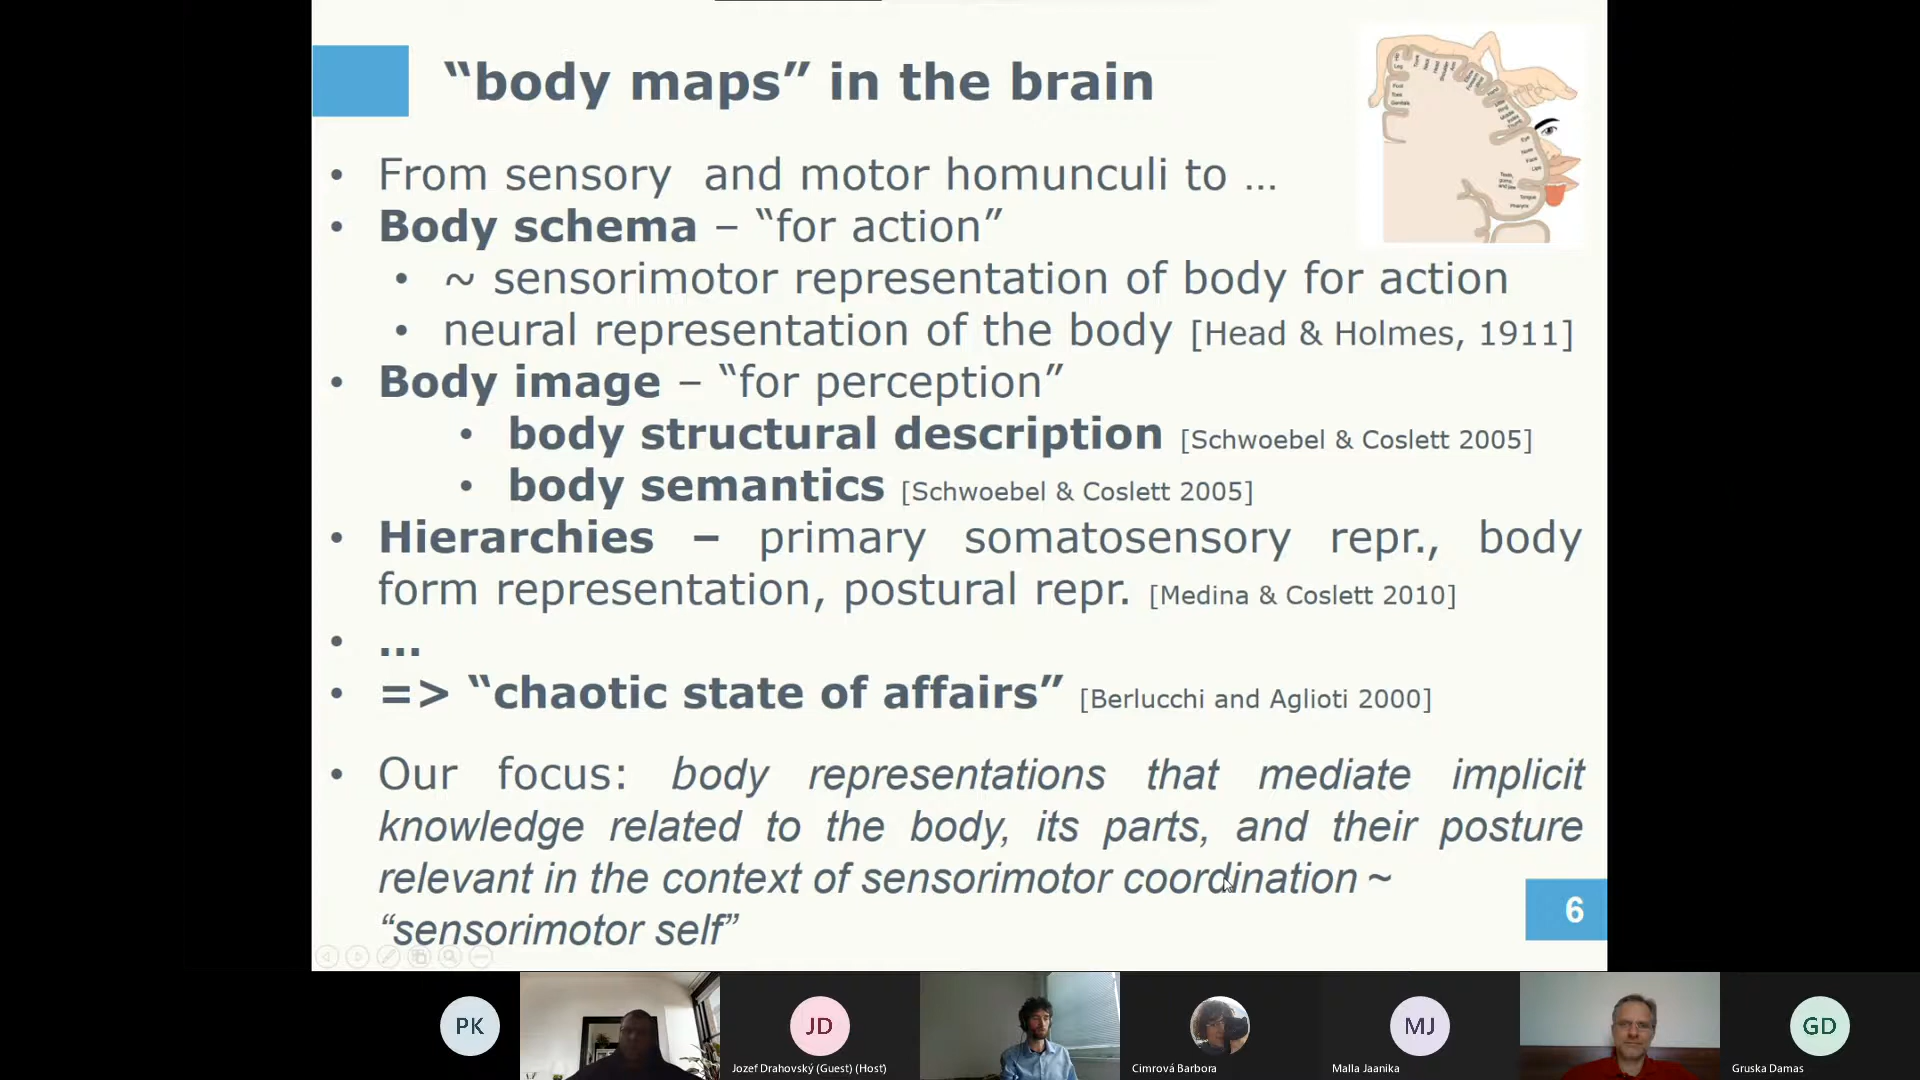 “body maps” in the brain
• From sensory and motor homunculi to ...
• Body schema – “for action”
• ~ sensorimotor representation of body for action
• neural representation of the body [Head & Holmes, 1911]
• Body image – “for perception”
• body structural description [Schwoebel & Coslett 2005]
• body semantics [Schwoebel & Coslett 2005]
• Hierarchies – primary somatosensory repr., body
form representation, postural repr. [Medina & Coslett 2010]
• ...
• => “chaotic state of affairs” [Berlucchi and Aglioti 2000]
• Our focus: body representations that mediate implicit
knowledge related to the body, its parts, and their posture
relevant in the context of sensorimotor coordination ~
“sensorimotor self”
6
PK
JD
MJ
GD
Jozef Drahovský (Guest) (Host)
Cimrová Barbora
Malla Jaanika
Gruska Damas